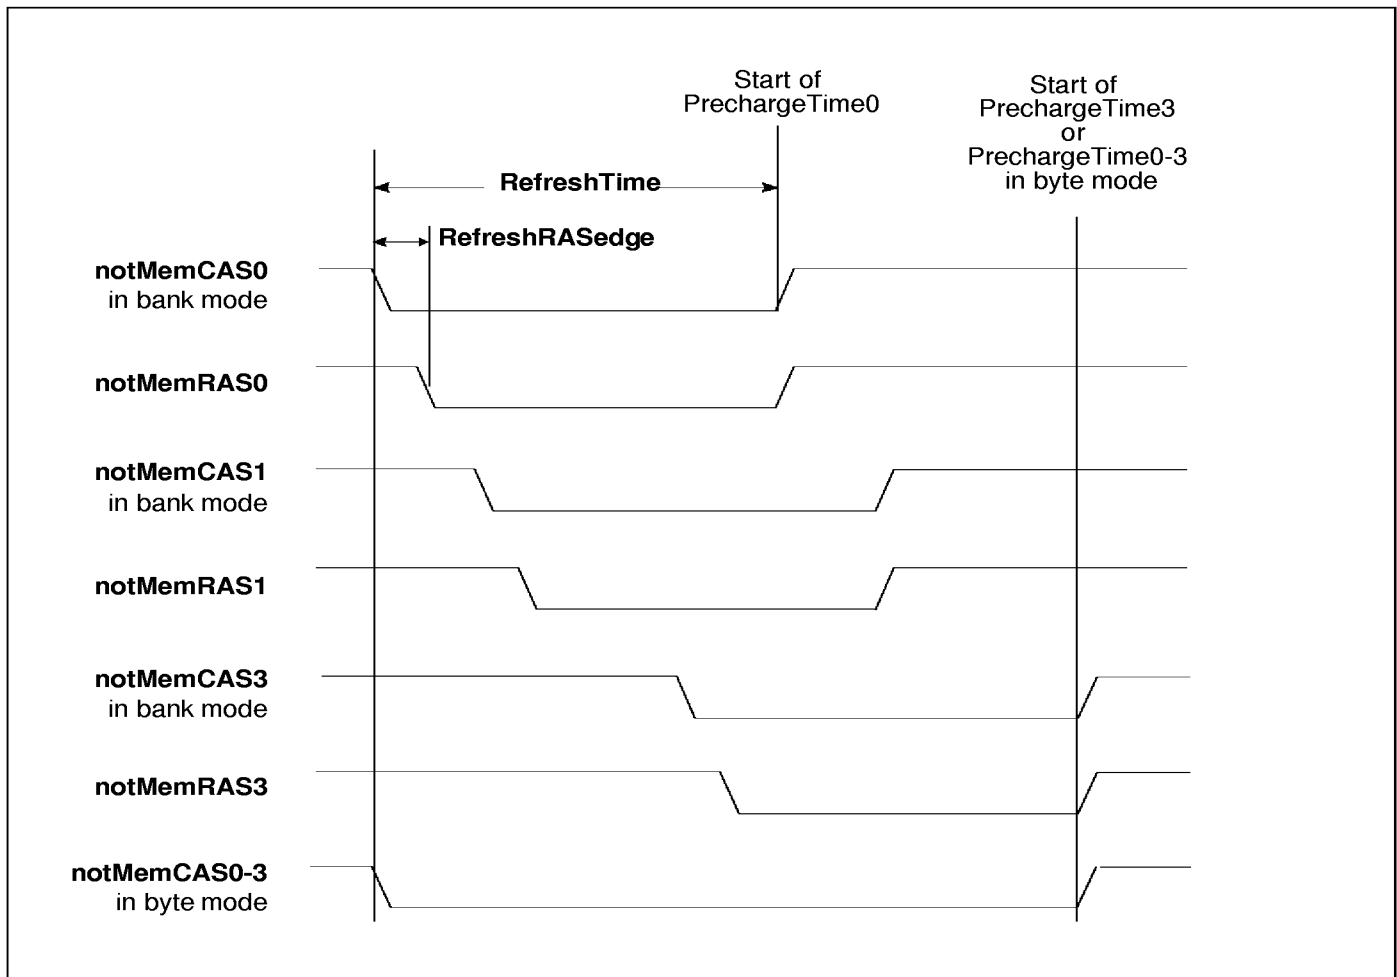 Start of
PrechargeTime0
Start of
PrechargeTime3
or
PrechargeTime0-3
in byte mode
RefreshTime
RefreshRASedge
notMemCAS0
in bank mode
notMemRAS0
notMemCAS1
in bank mode
notMemRAS1
notMemCAS3
in bank mode
notMemRAS3
notMemCAS0-3
in byte mode